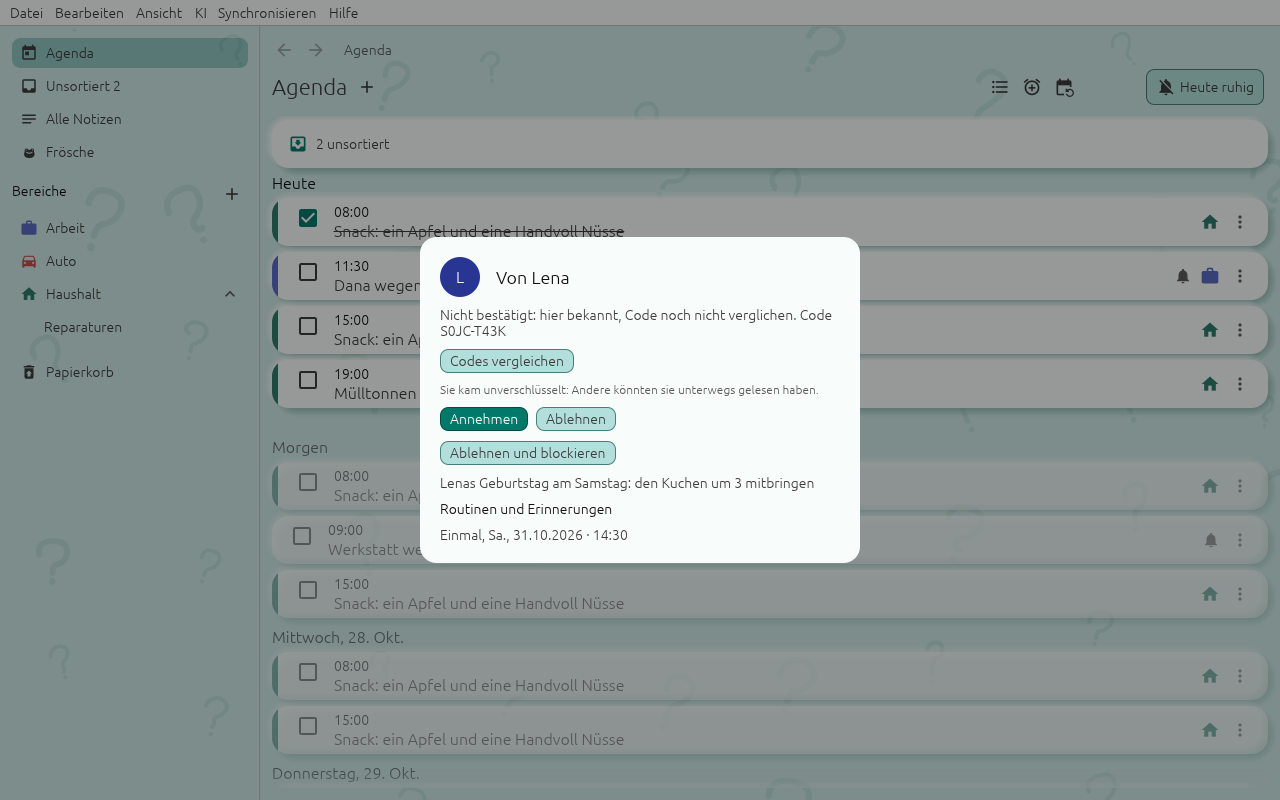 Datei Bearbeiten Ansicht KI Synchronisieren Hilfe
Agenda
Unsortiert 2
Alle Notizen
Frösche
Bereiche
Arbeit
Auto
Haushalt
Reparaturen
Papierkorb
Agenda
Agenda
Heute ruhig
2 unsortiert
Heute
08:00
Snack: ein Apfel und eine Handvoll Nüsse
11:30
Dana wegen
15:00
Snack: ein
19:00
Mülltonnen
Von Lena
Nicht bestätigt: hier bekannt, Code noch nicht verglichen. Code
S0JC-T43K
Codes vergleichen
Sie kam unverschlüsselt: Andere könnten sie unterwegs gelesen haben.
Annehmen Ablehnen
Ablehnen und blockieren
Lenas Geburtstag am Samstag: den Kuchen um 3 mitbringen
Routinen und Erinnerungen
Einmal, Sa., 31.10.2026 · 14:30
Morgen
08:00
Snack: ein
09:00
Werkstatt
15:00
Snack: ein Apfel und eine Handvoll Nüsse
Mittwoch, 28. Okt.
08:00
Snack: ein Apfel und eine Handvoll Nüsse
15:00
Snack: ein Apfel und eine Handvoll Nüsse
Donnerstag, 29. Okt.